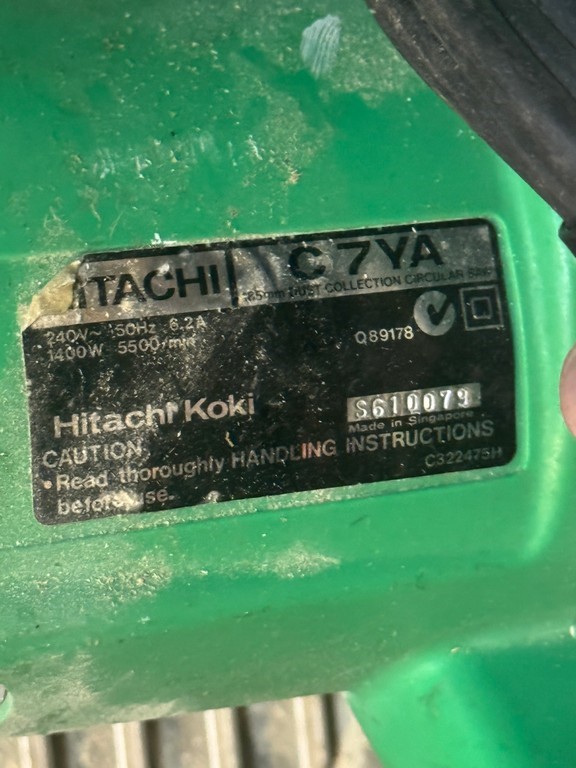 HITACHI
C 7YA
DUST COLLECTION CIRCULAR SAW
240V~ 50Hz 6.2A
1400W 5500/min
Q89178
Hitachi Koki
S610079
Made in Singapore
CAUTION
•Read thoroughly HANDLING INSTRUCTIONS
before use.
C322475H